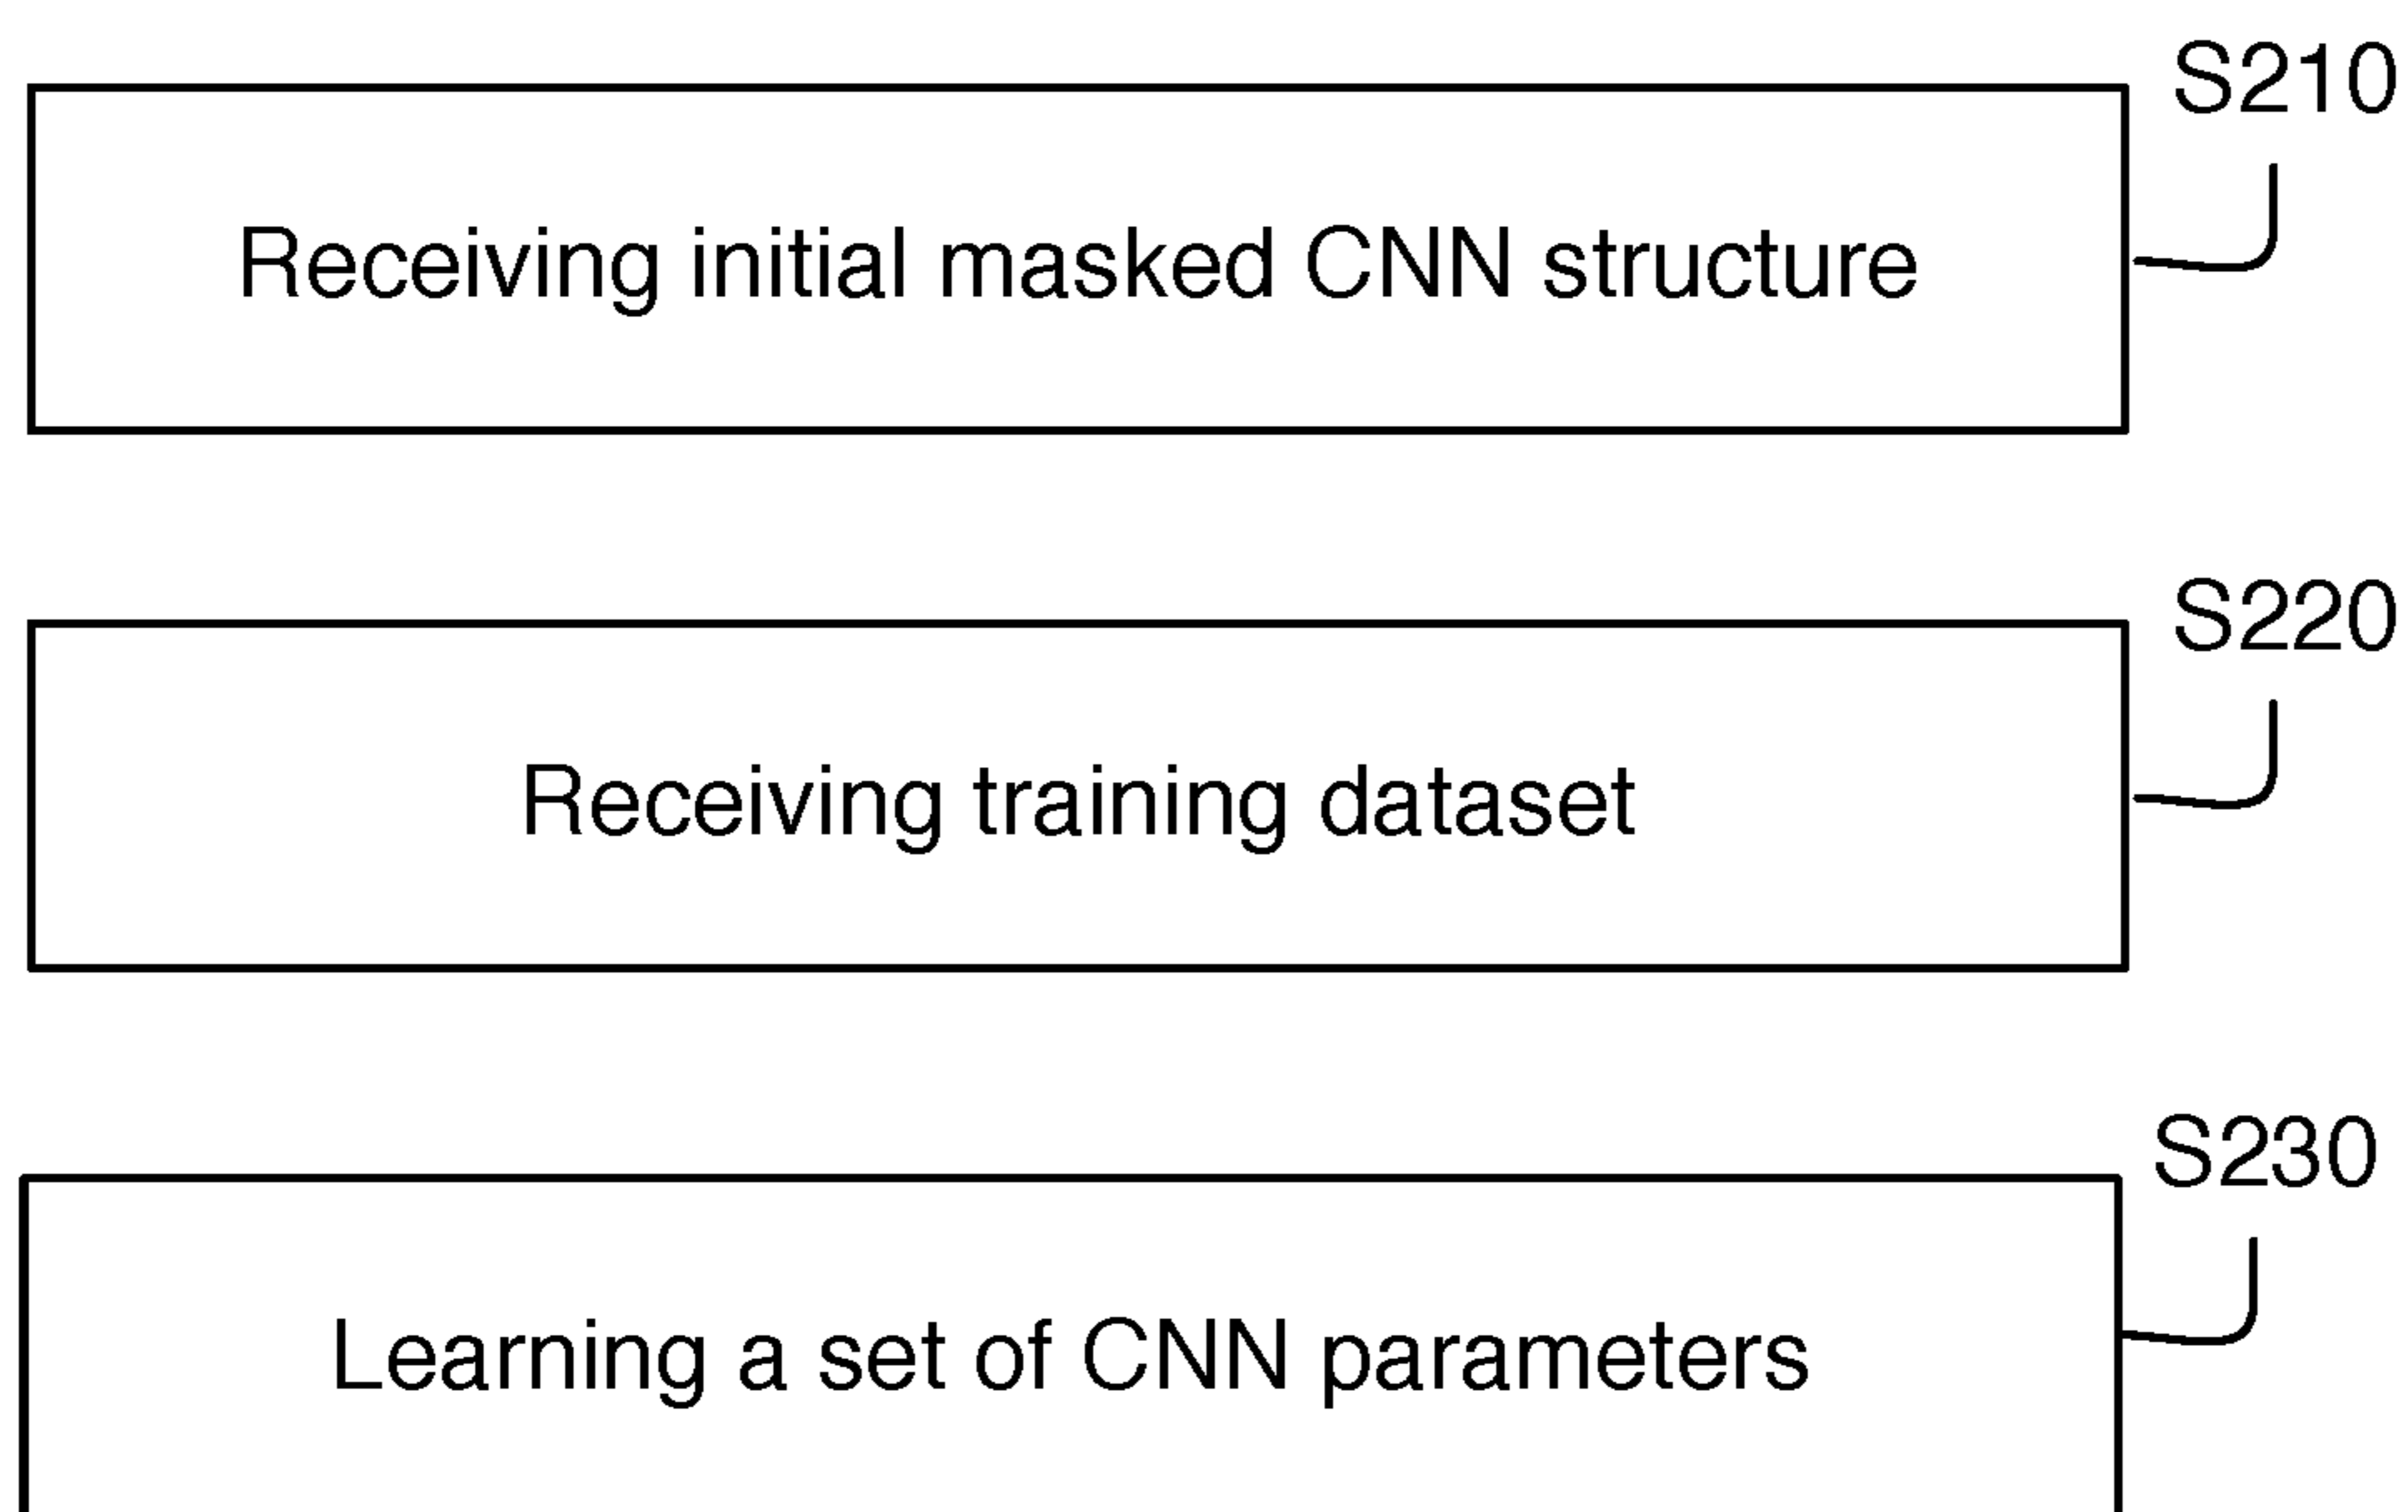 S210
Receiving initial masked CNN structure
S220
Receiving training dataset
S230
Learning a set of CNN parameters